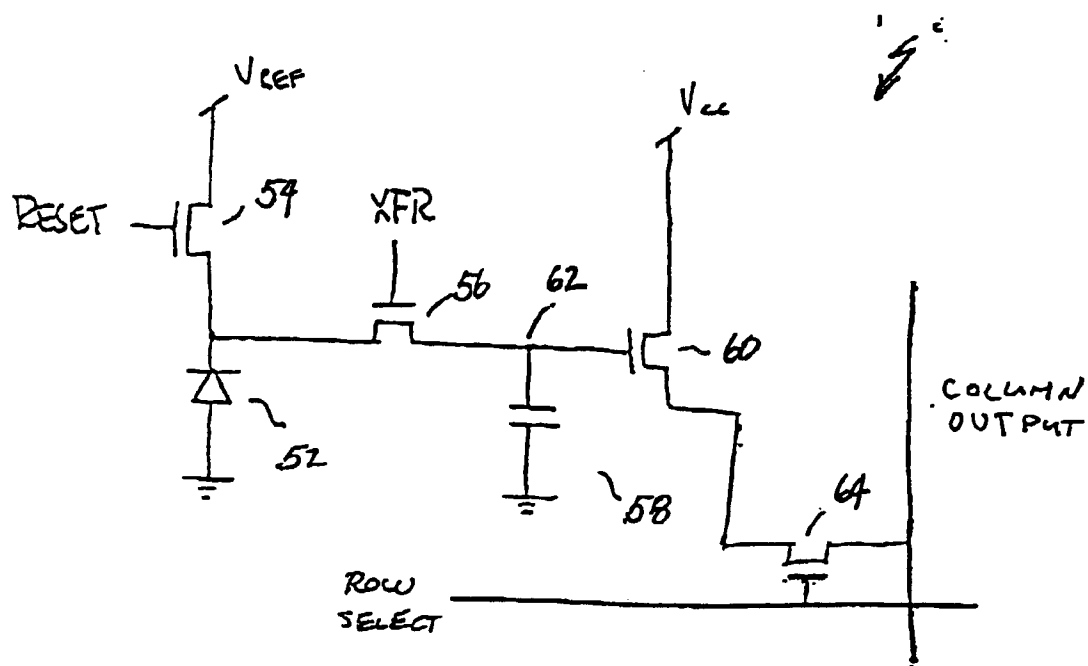 VREF
Vcc
RESET
54
XFR
56
62
60
COLUMN
OUTPUT
52
58
64
ROW
SELECT